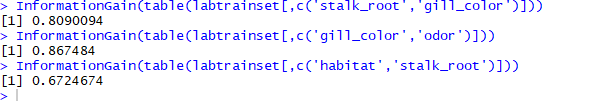 > InformationGain(table(labtrainset[,c('stalk_root','gill_color')]))
[1] 0.8090094
> InformationGain(table(labtrainset[,c('gill_color','odor')]))
[1] 0.867484
> InformationGain(table(labtrainset[,c('habitat','stalk_root')]))
[1] 0.6724674
>